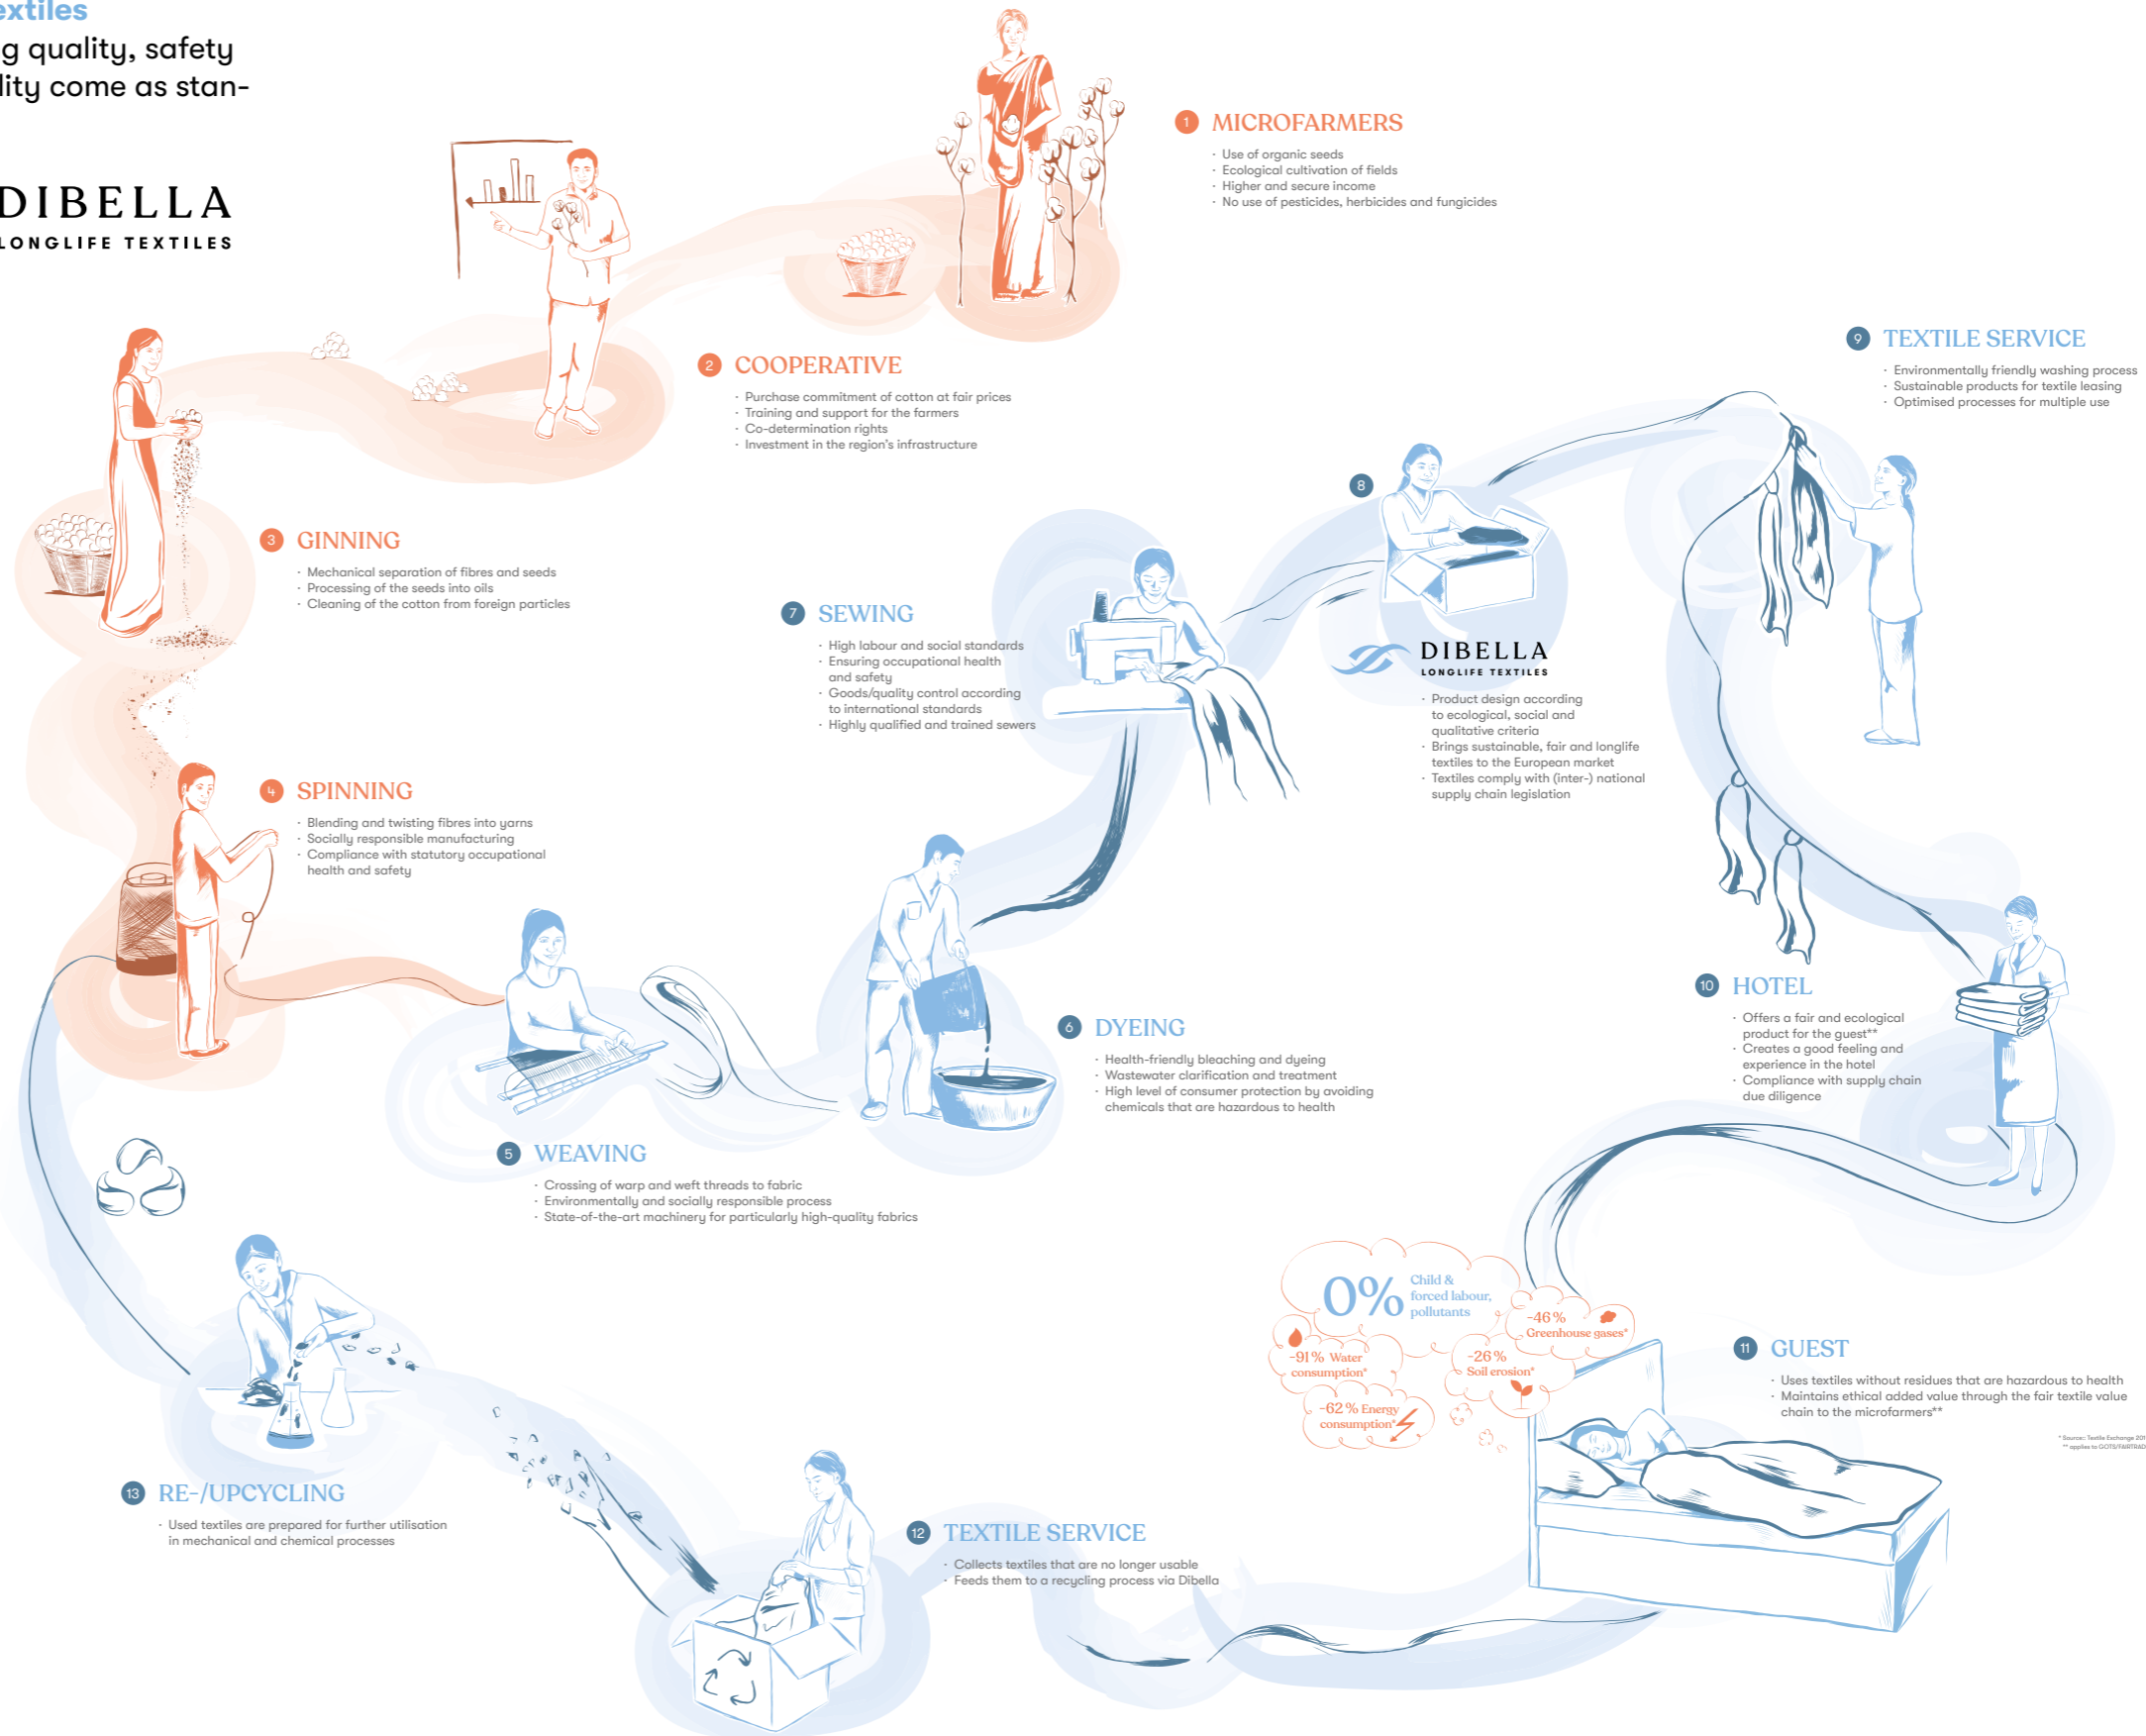 extiles
g quality, safety
lity come as stan-
DIBELLA
LONGLIFE TEXTILES
1 MICROFARMERS
· Use of organic seeds
· Ecological cultivation of fields
· Higher and secure income
· No use of pesticides, herbicides and fungicides
2 COOPERATIVE
· Purchase commitment of cotton at fair prices
· Training and support for the farmers
· Co-determination rights
· Investment in the region's infrastructure
3 GINNING
· Mechanical separation of fibres and seeds
· Processing of the seeds into oils
· Cleaning of the cotton from foreign particles
4 SPINNING
· Blending and twisting fibres into yarns
· Socially responsible manufacturing
· Compliance with statutory occupational
health and safety
5 WEAVING
· Crossing of warp and weft threads to fabric
· Environmentally and socially responsible process
· State-of-the-art machinery for particularly high-quality fabrics
6 DYEING
· Health-friendly bleaching and dyeing
· Wastewater clarification and treatment
· High level of consumer protection by avoiding
chemicals that are hazardous to health
7 SEWING
· High labour and social standards
· Ensuring occupational health
and safety
· Goods/quality control according
to international standards
· Highly qualified and trained sewers
8
DIBELLA
LONGLIFE TEXTILES
· Product design according
to ecological, social and
qualitative criteria
· Brings sustainable, fair and longlife
textiles to the European market
· Textiles comply with (inter-) national
supply chain legislation
9 TEXTILE SERVICE
· Environmentally friendly washing process
· Sustainable products for textile leasing
· Optimised processes for multiple use
10 HOTEL
· Offers a fair and ecological
product for the guest**
· Creates a good feeling and
experience in the hotel
· Compliance with supply chain
due diligence
0% Child &
forced labour,
pollutants
-46% Greenhouse gases*
-91% Water
consumption*
-26%
Soil erosion*
-62% Energy
consumption*
11 GUEST
· Uses textiles without residues that are hazardous to health
· Maintains ethical added value through the fair textile value
chain to the microfarmers**
* Source: Textile Exchange 201
** applies to GOTS/FAIRTRAD
12 TEXTILE SERVICE
· Collects textiles that are no longer usable
· Feeds them to a recycling process via Dibella
13 RE-/UPCYCLING
· Used textiles are prepared for further utilisation
in mechanical and chemical processes